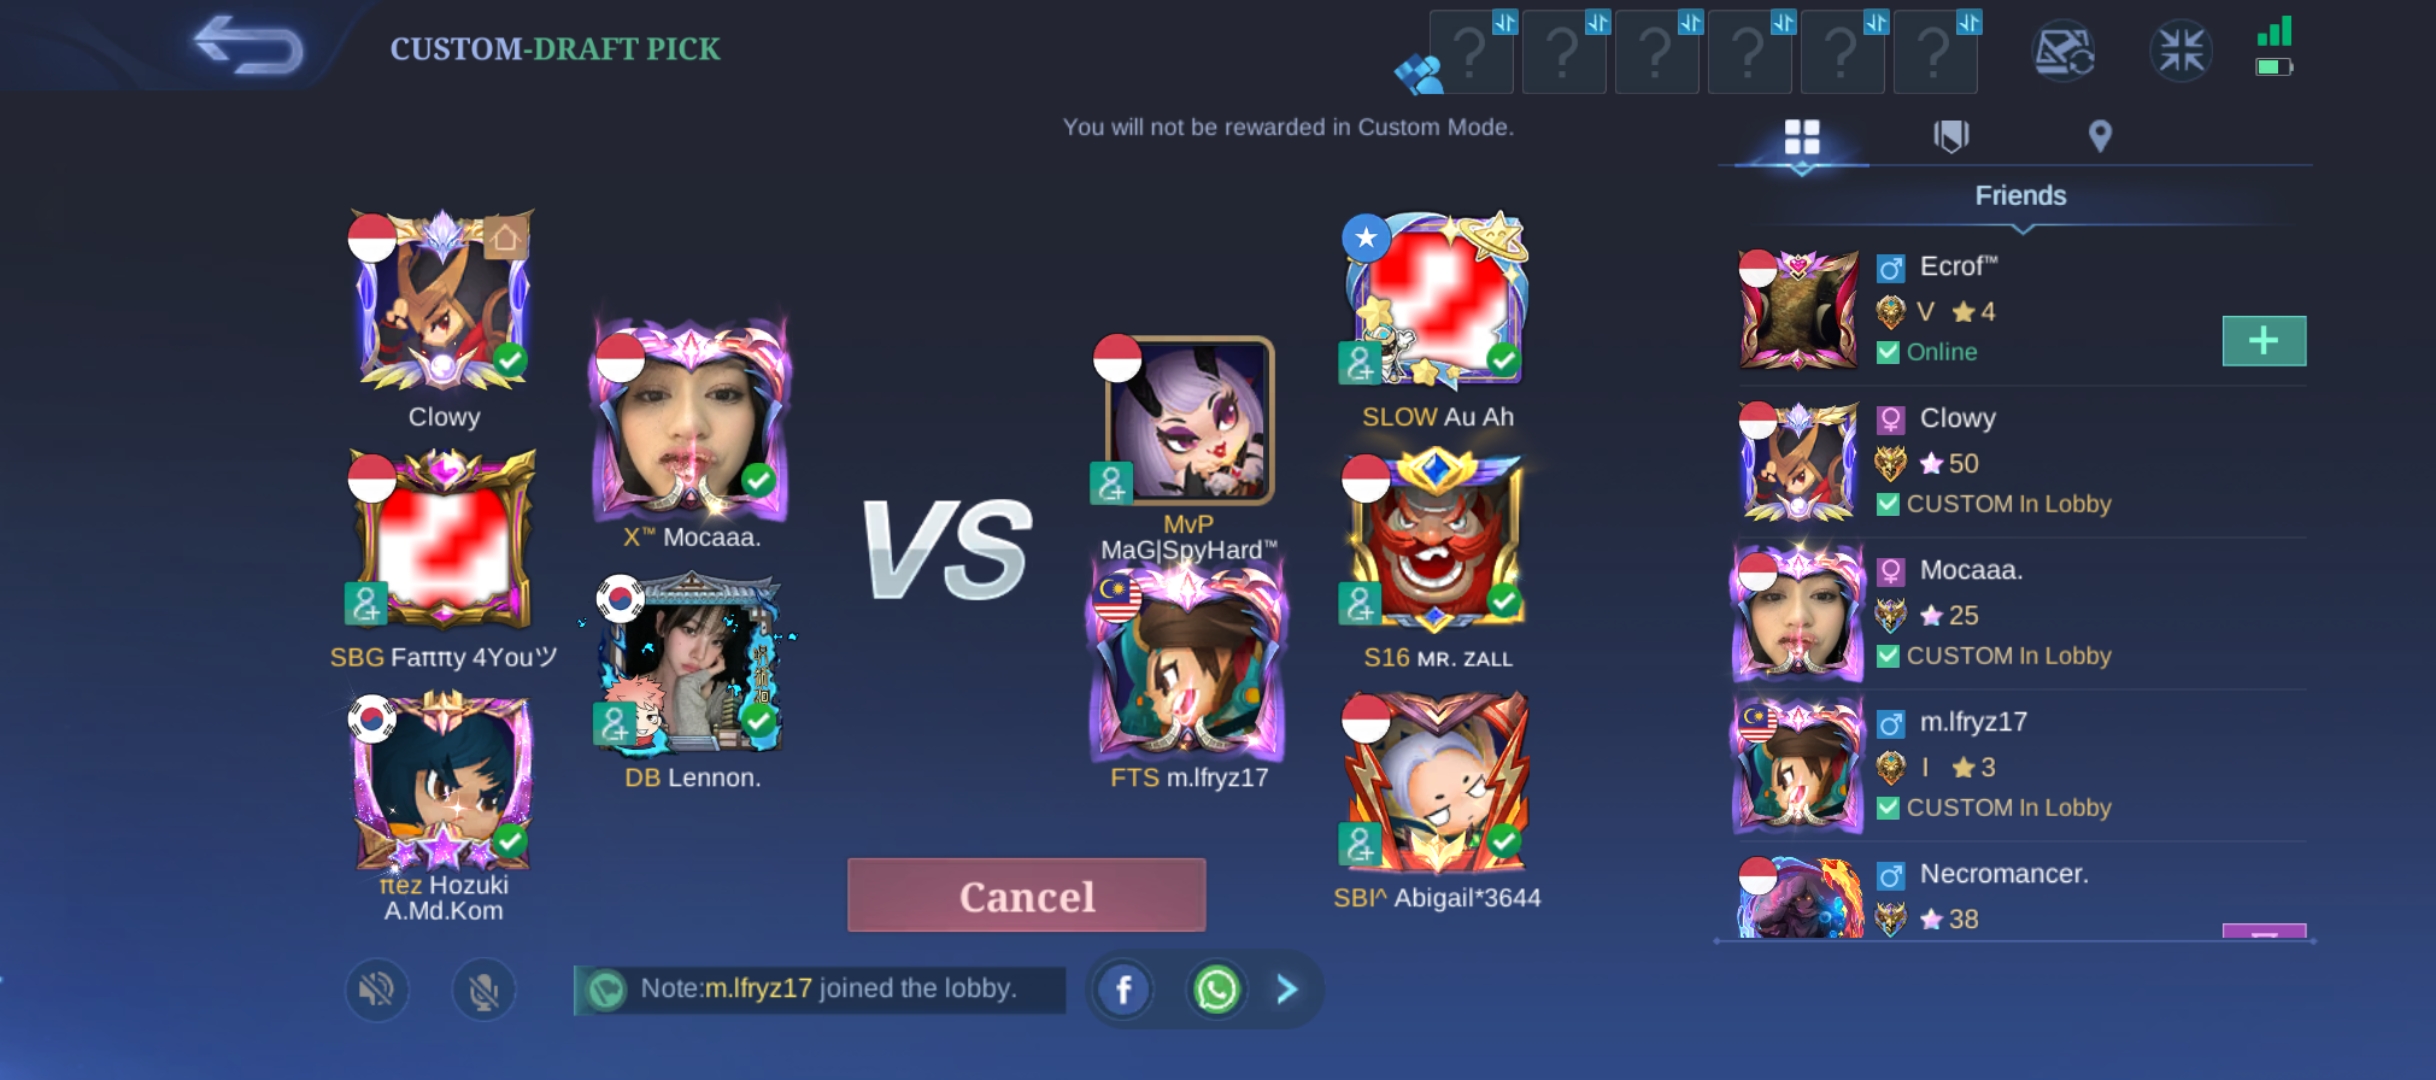 CUSTOM-DRAFT PICK
You will not be rewarded in Custom Mode.
Clowy
SBG Faππy 4Youツ
πez Hozuki
A.Md.Kom
X™ Mocaaa.
DB Lennon.
VS
MvP
MaG|SpyHard™
FTS m.lfryz17
SLOW Au Ah
S16 ᴍʀ. ᴢᴀʟʟ
SBI^ Abigail*3644
Cancel
Note:m.lfryz17 joined the lobby.
Friends
Ecrof™
V 4
Online
Clowy
50
CUSTOM In Lobby
Mocaaa.
25
CUSTOM In Lobby
m.lfryz17
I 3
CUSTOM In Lobby
Necromancer.
38